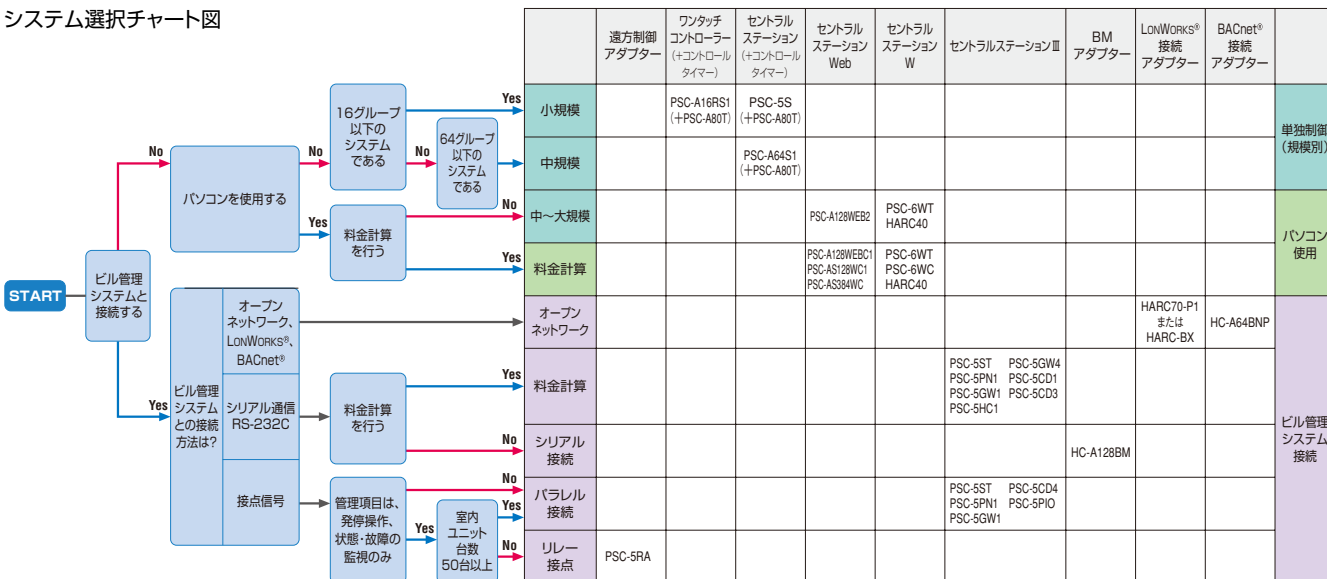 システム選択チャート図
START
ビル管理
システムと
接続する
No
Yes
パソコンを使用する
No
Yes
16グループ
以下の
システム
である
Yes
No
64グループ
以下の
システム
である
料金計算
を行う
No
Yes
ビル管理
システム
との接続
方法は?
オープン
ネットワーク、
LONWORKS®、
BACnet®
シリアル通信
RS-232C
接点信号
料金計算
を行う
Yes
No
管理項目は、
発停操作、
状態・故障の
監視のみ
No
Yes
室内
ユニット
台数
50台以上
Yes
No
遠方制御
アダプター
ワンタッチ
コントローラー
(+コントロール
タイマー)
セントラル
ステーション
(+コントロール
タイマー)
セントラル
ステーション
Web
セントラル
ステーション
W
セントラルステーションⅢ
BM
アダプター
LONWORKS®
接続
アダプター
BACnet®
接続
アダプター
小規模
PSC-A16RS1
(+PSC-A80T)
PSC-5S
(+PSC-A80T)
中規模
PSC-A64S1
(+PSC-A80T)
単独制御
(規模別)
中~大規模
PSC-A128WEB2
PSC-6WT
HARC40
料金計算
PSC-A128WEBC1
PSC-AS128WC1
PSC-AS384WC
PSC-6WT
PSC-6WC
HARC40
パソコン
使用
オープン
ネットワーク
HARC70-P1
または
HARC-BX
HC-A64BNP
料金計算
PSC-5ST PSC-5GW4
PSC-5PN1 PSC-5CD1
PSC-5GW1 PSC-5CD3
PSC-5HC1
シリアル
接続
HC-A128BM
パラレル
接続
PSC-5ST PSC-5CD4
PSC-5PN1 PSC-5PIO
PSC-5GW1
リレー
接点
PSC-5RA
ビル管理
システム
接続